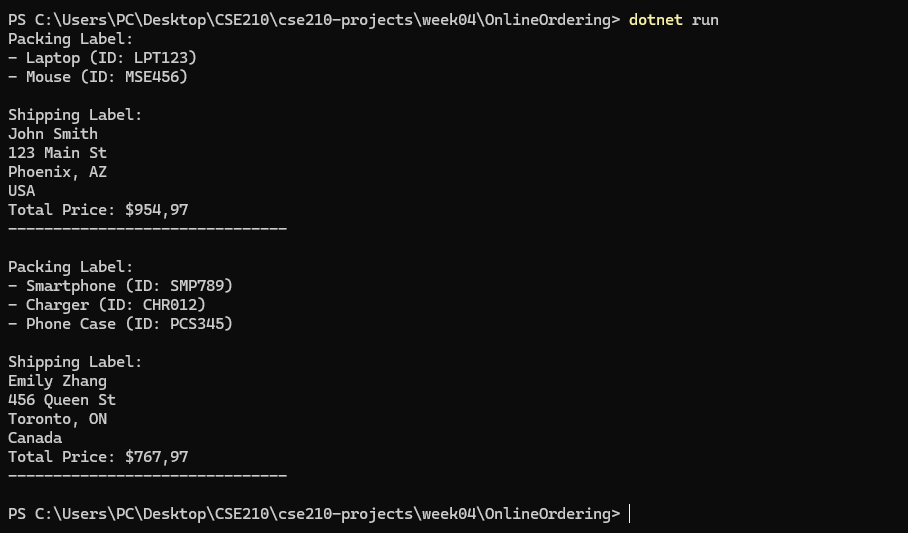 PS C:\Users\PC\Desktop\CSE210\cse210-projects\week04\OnlineOrdering> dotnet run
Packing Label:
- Laptop (ID: LPT123)
- Mouse (ID: MSE456)

Shipping Label:
John Smith
123 Main St
Phoenix, AZ
USA
Total Price: $954,97
-------------------------------

Packing Label:
- Smartphone (ID: SMP789)
- Charger (ID: CHR012)
- Phone Case (ID: PCS345)

Shipping Label:
Emily Zhang
456 Queen St
Toronto, ON
Canada
Total Price: $767,97
-------------------------------

PS C:\Users\PC\Desktop\CSE210\cse210-projects\week04\OnlineOrdering>